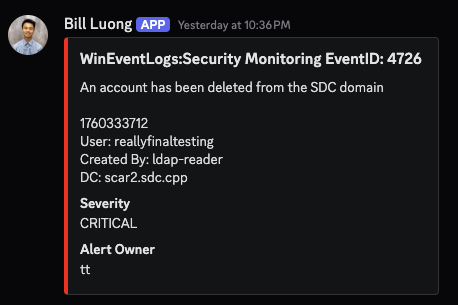 Bill Luong APP Yesterday at 10:36 PM
WinEventLogs:Security Monitoring EventID: 4726
An account has been deleted from the SDC domain
1760333712
User: reallyfinaltesting
Created By: ldap-reader
DC: scar2.sdc.cpp
Severity
CRITICAL
Alert Owner
tt